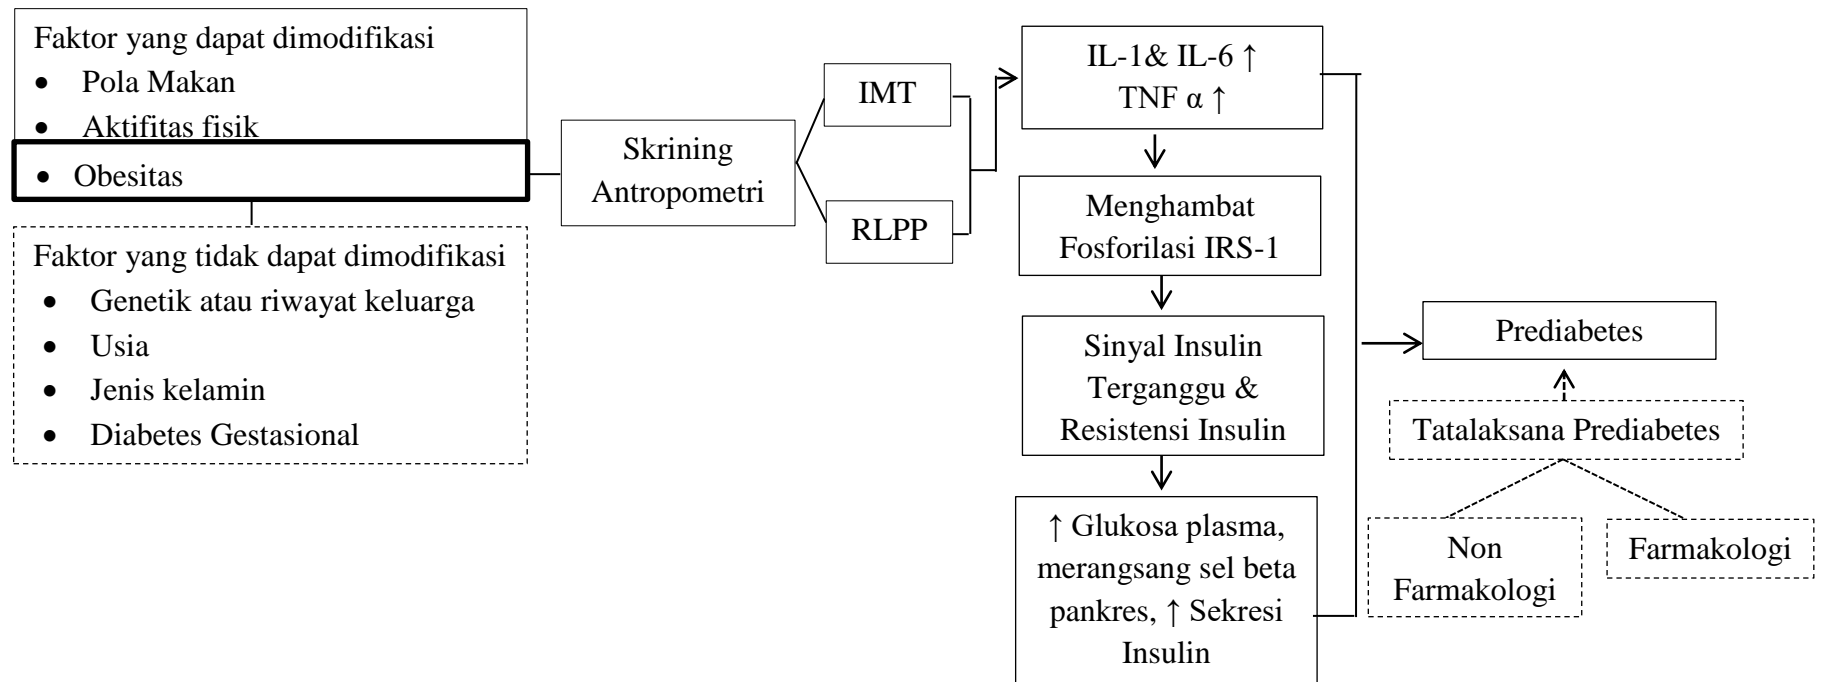 Faktor yang dapat dimodifikasi
• Pola Makan
• Aktifitas fisik
• Obesitas
Faktor yang tidak dapat dimodifikasi
• Genetik atau riwayat keluarga
• Usia
• Jenis kelamin
• Diabetes Gestasional
Skrining
Antropometri
IMT
RLPP
IL-1& IL-6 ↑
TNF α ↑
Menghambat
Fosforilasi IRS-1
Sinyal Insulin
Terganggu &
Resistensi Insulin
↑ Glukosa plasma,
merangsang sel beta
pankres, ↑ Sekresi
Insulin
Prediabetes
Tatalaksana Prediabetes
Non
Farmakologi
Farmakologi